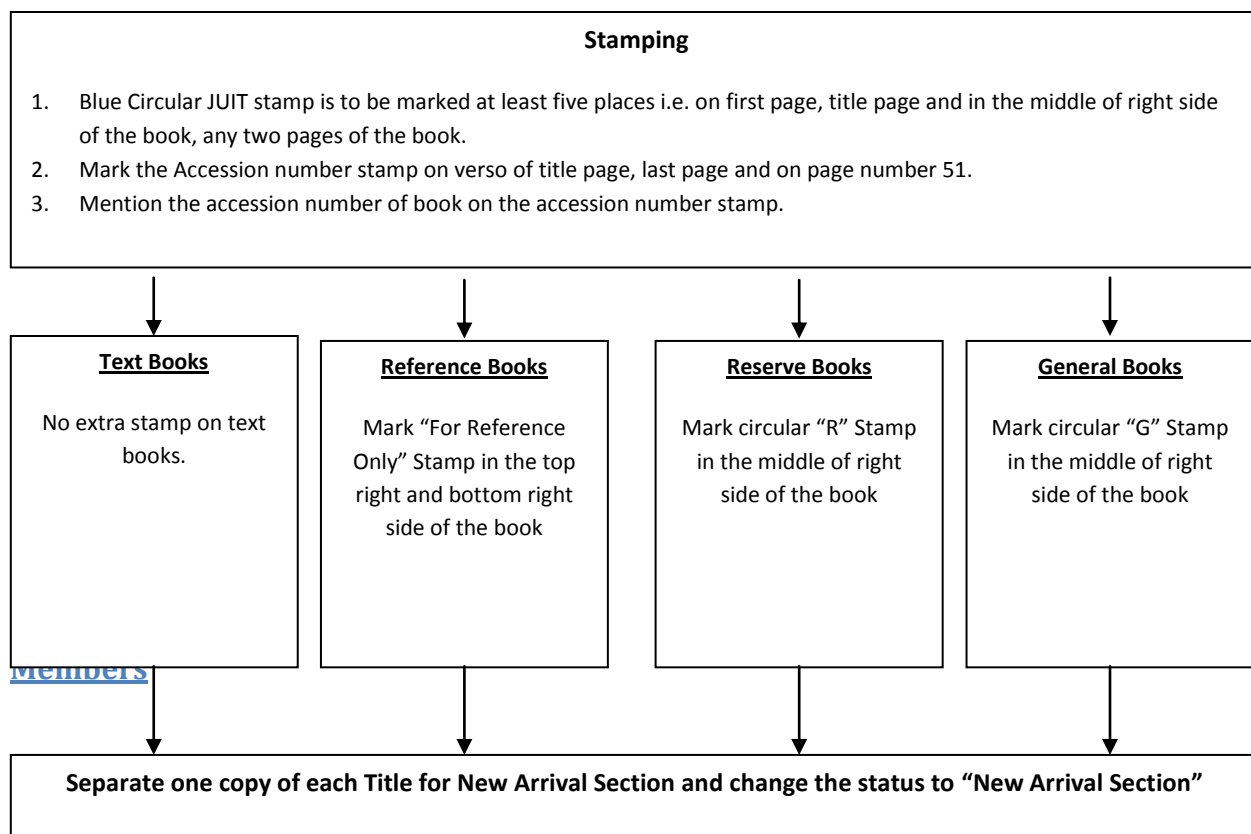 Stamping
1. Blue Circular JUIT stamp is to be marked at least five places i.e. on first page, title page and in the middle of right side
of the book, any two pages of the book.
2. Mark the Accession number stamp on verso of title page, last page and on page number 51.
3. Mention the accession number of book on the accession number stamp.
Text Books
No extra stamp on text
books.
Reference Books
Mark “For Reference
Only” Stamp in the top
right and bottom right
side of the book
Reserve Books
Mark circular “R” Stamp
in the middle of right
side of the book
General Books
Mark circular “G” Stamp
in the middle of right
side of the book
Members
Separate one copy of each Title for New Arrival Section and change the status to “New Arrival Section”